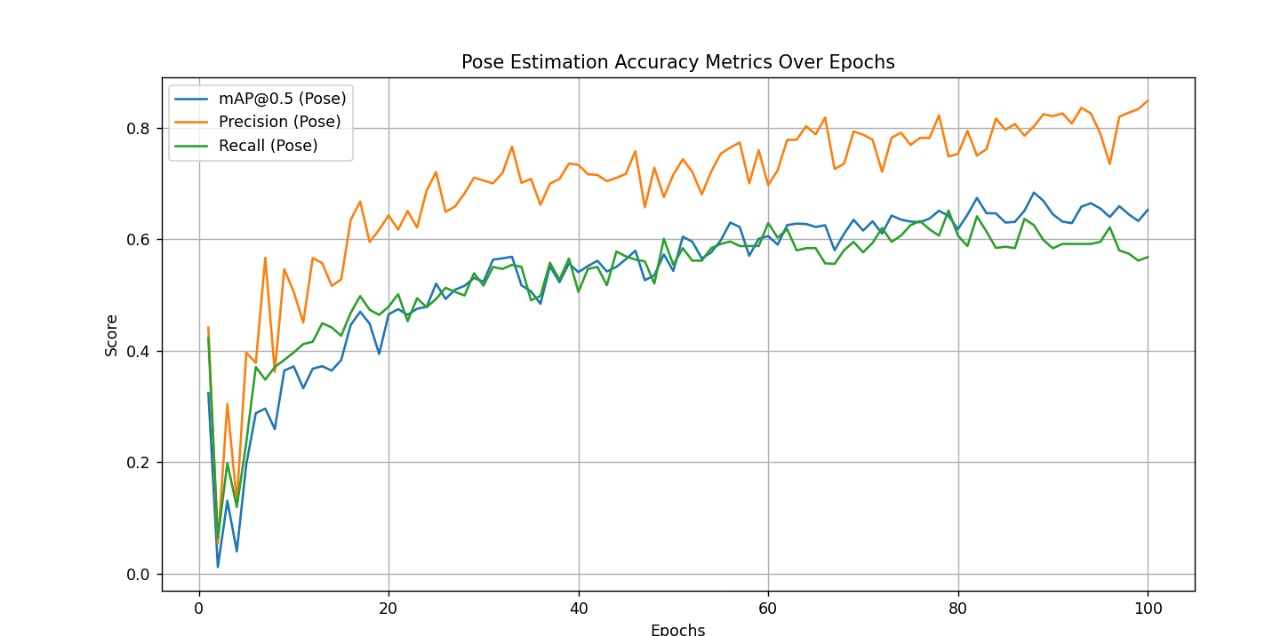 Pose Estimation Accuracy Metrics Over Epochs
mAP@0.5 (Pose)
Precision (Pose)
Recall (Pose)
Score
0.8
0.6
0.4
0.2
0.0
0 20 40 60 80 100
Epochs